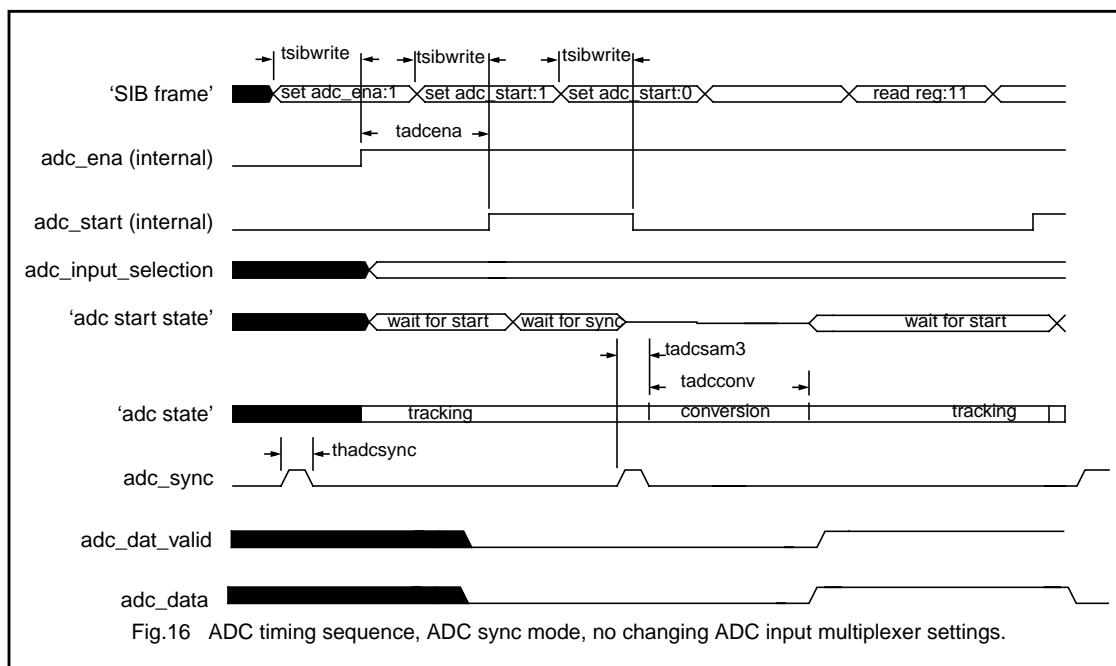 tsibwrite tsibwrite tsibwrite
‘SIB frame’ set adc_ena:1 set adc_start:1 set adc_start:0 read reg:11
tadcena
adc_ena (internal)
adc_start (internal)
adc_input_selection
‘adc start state’ wait for start wait for sync wait for start
tadcsam3
tadcconv
‘adc state’ tracking conversion tracking
thadcsync
adc_sync
adc_dat_valid
adc_data
Fig.16 ADC timing sequence, ADC sync mode, no changing ADC input multiplexer settings.